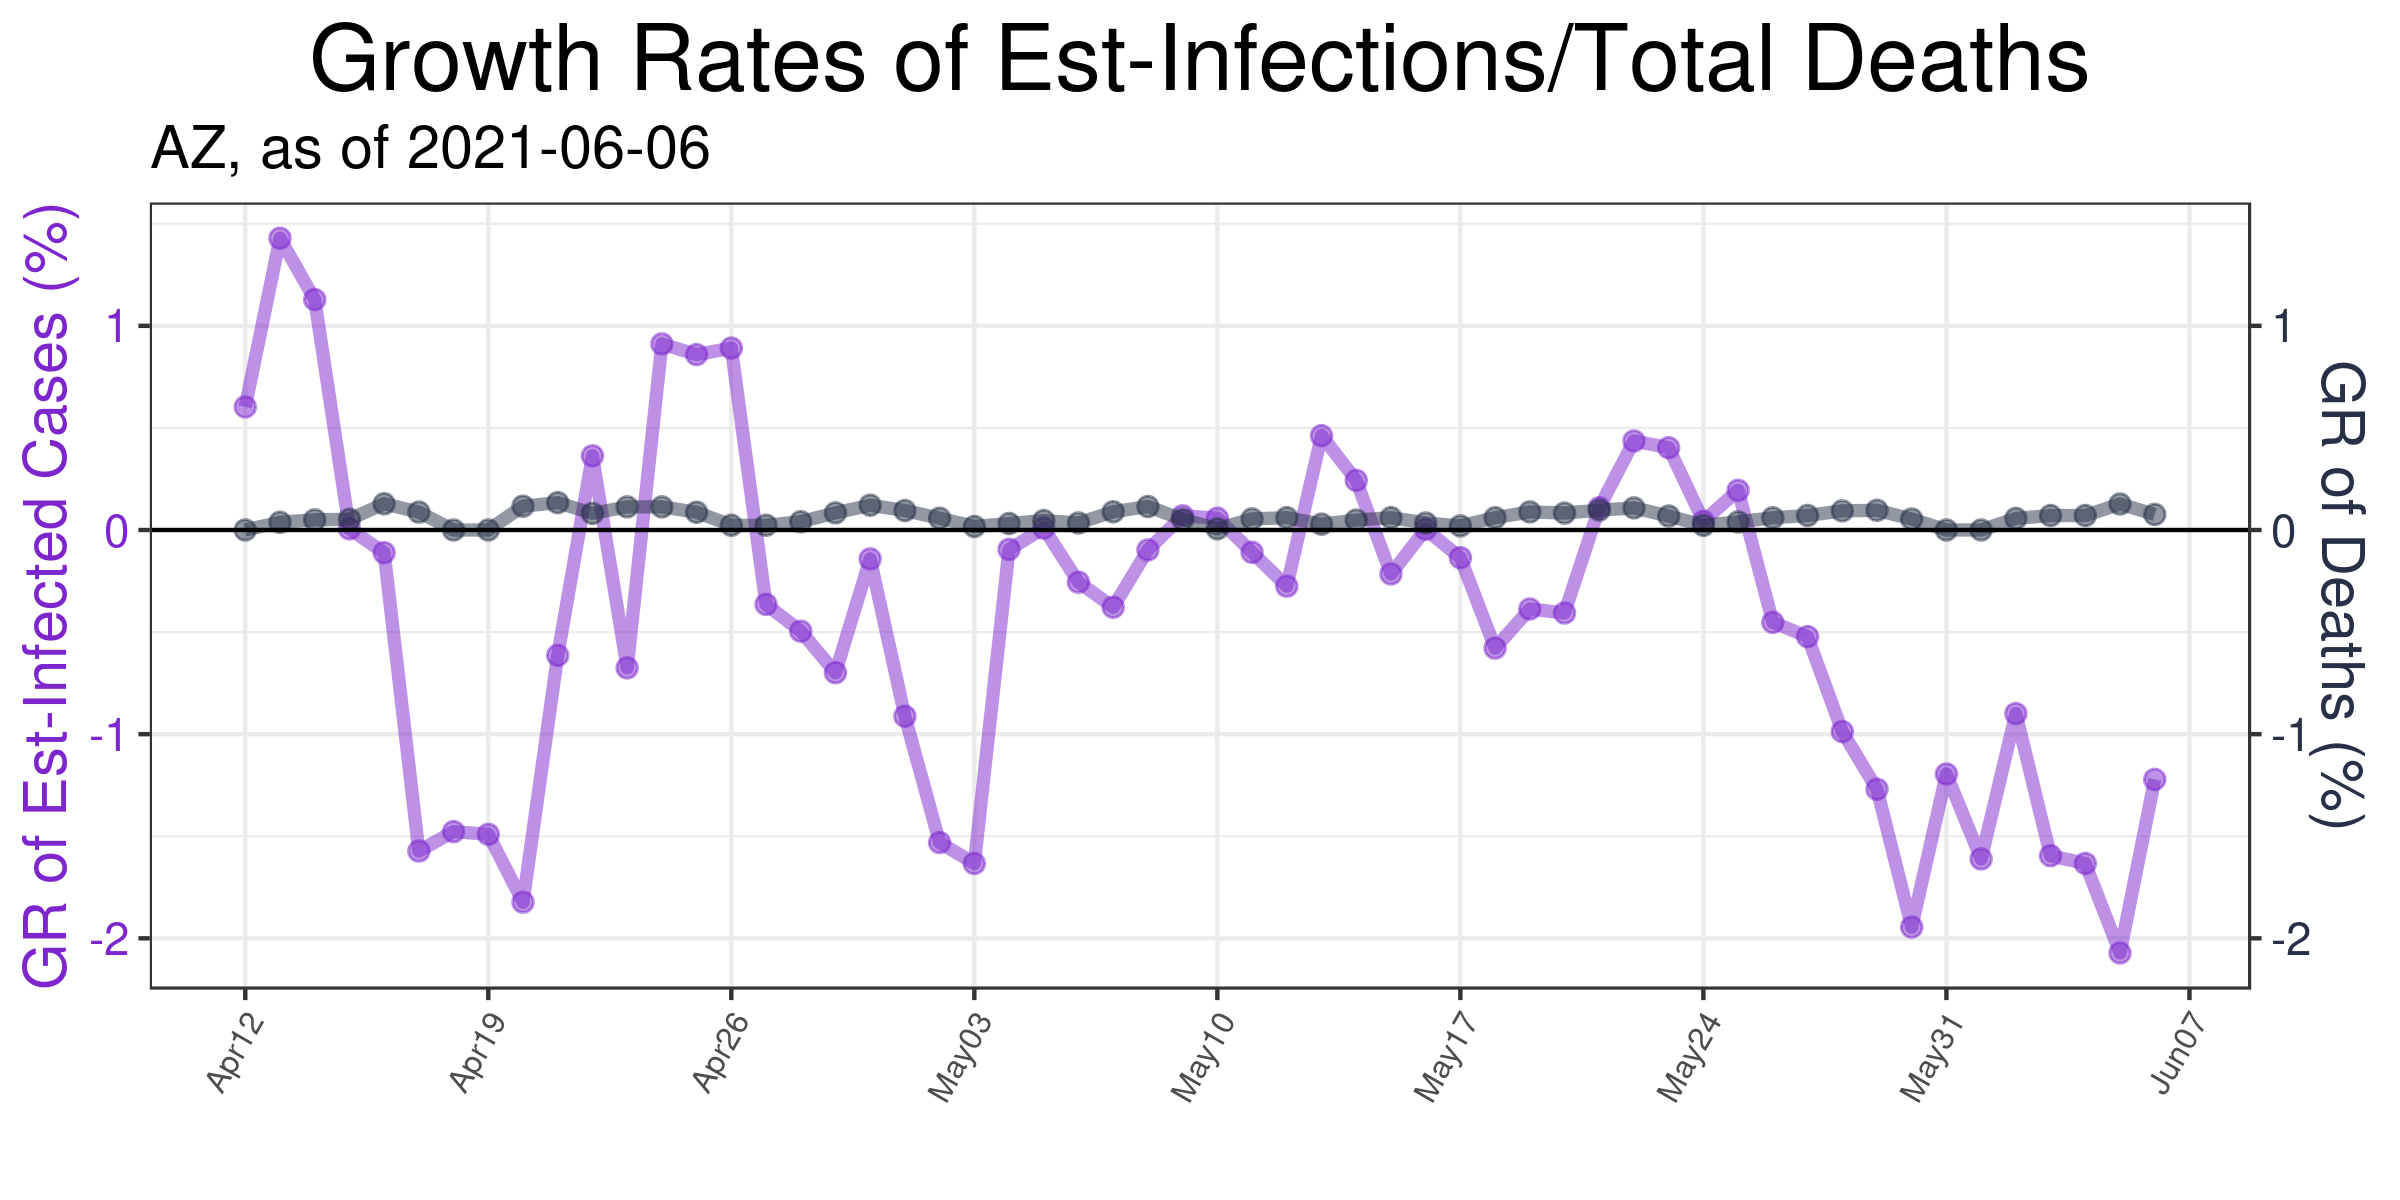 Growth Rates of Est-Infections/Total Deaths
AZ, as of 2021-06-06
GR of Est-Infected Cases (%)
1
0
-1
-2
1
0
-1
-2
GR of Deaths (%)
Apr12
Apr19
Apr26
May03
May10
May17
May24
May31
Jun07